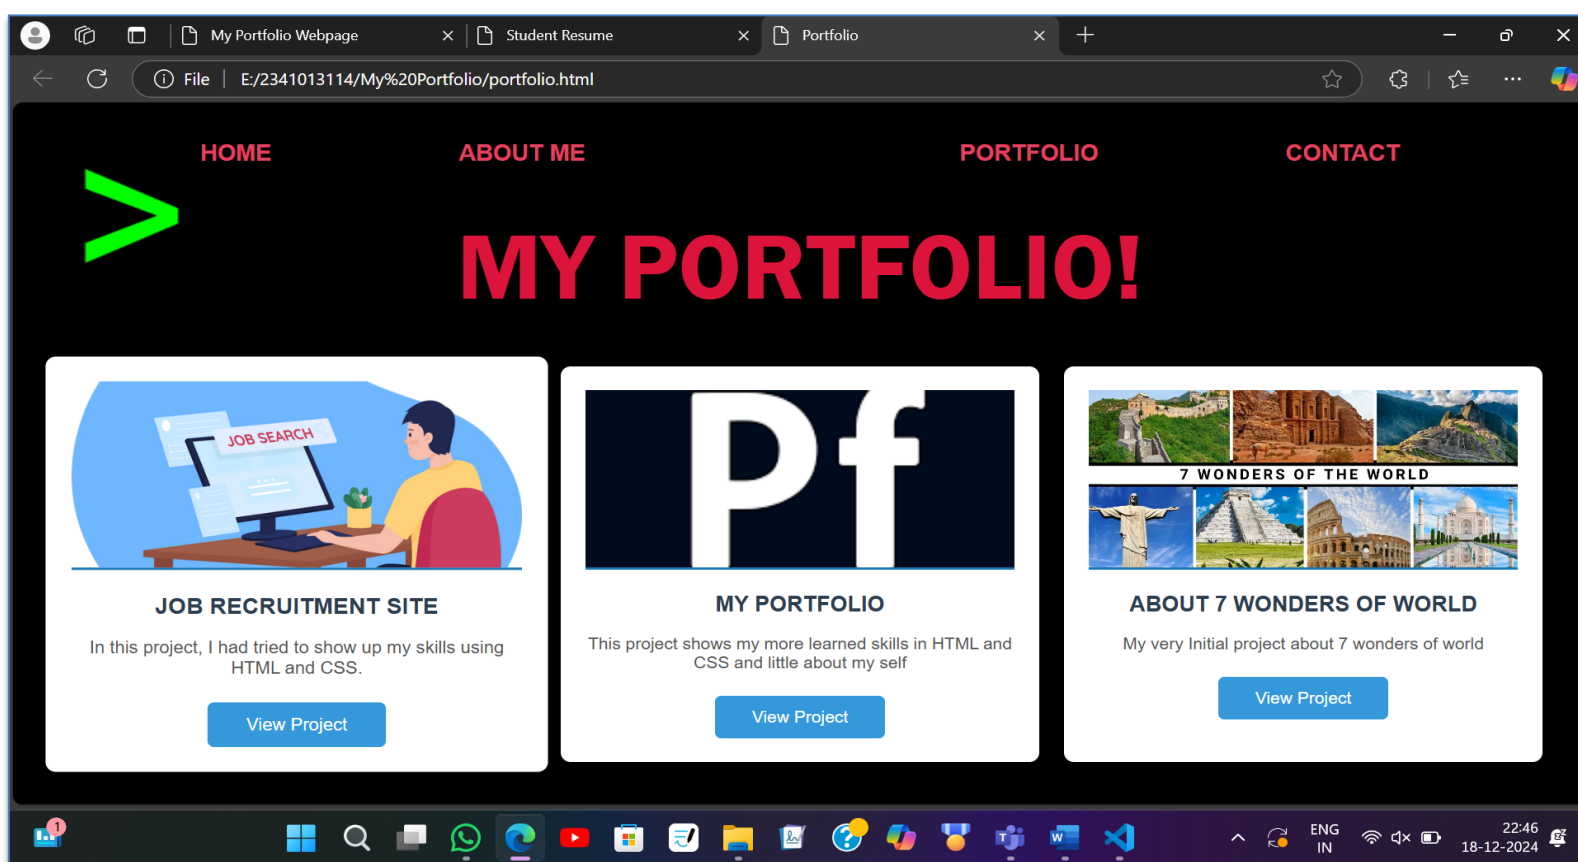 My Portfolio Webpage
Student Resume
Portfolio
File
E:/2341013114/My%20Portfolio/portfolio.html
HOME
ABOUT ME
PORTFOLIO
CONTACT
>
MY PORTFOLIO!
JOB SEARCH
JOB RECRUITMENT SITE
In this project, I had tried to show up my skills using
HTML and CSS.
View Project
Pf
MY PORTFOLIO
This project shows my more learned skills in HTML and
CSS and little about my self
View Project
7 WONDERS OF THE WORLD
ABOUT 7 WONDERS OF WORLD
My very Initial project about 7 wonders of world
View Project
1
ENG
IN
22:46
18-12-2024